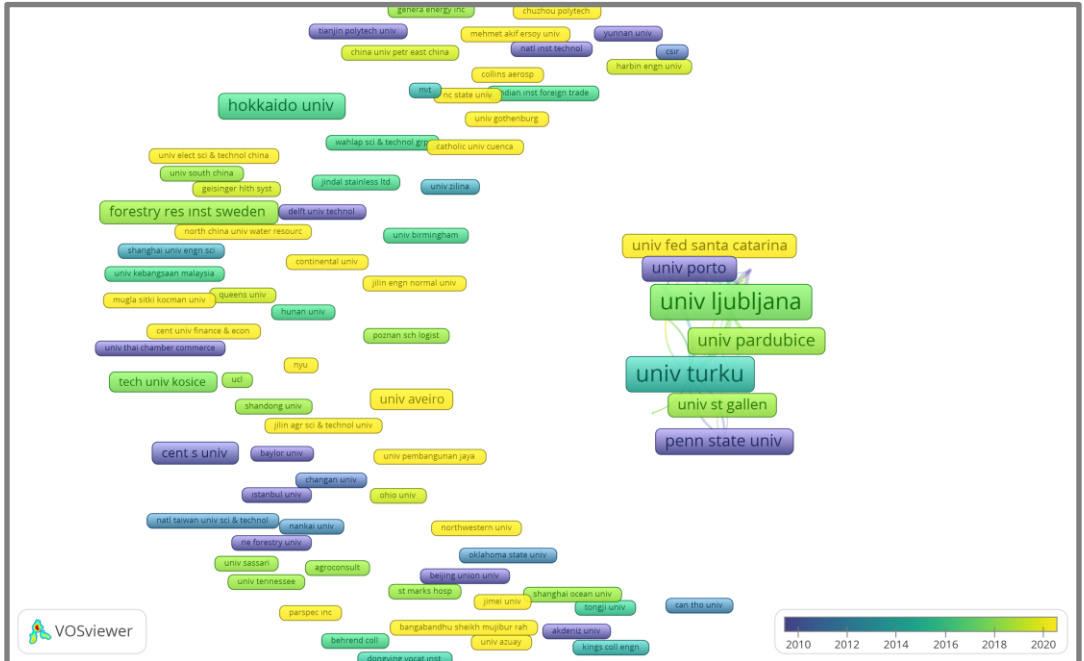 genera energy inc
chuzhou polytech
tianjin polytech univ
mehmet akif ersoy univ
yunnan univ
china univ petr east china
natl inst technol
csir
harbin engn univ
collins aerosp
mit
nc state univ
indian inst foreign trade
hokkaido univ
univ gothenburg
wahlap sci & technol grp
catholic univ cuenca
univ elect sci & technol china
univ south china
geisinger hlth syst
jindal stainless ltd
univ zilina
forestry res ınst sweden
delft univ technol
north china univ water resourc
univ birmingham
univ fed santa catarina
shanghai univ engn sci
continental univ
univ porto
univ kebangsaan malaysia
jilin engn normal univ
mugla sitki kocman univ
queens univ
univ ljubljana
hunan univ
cent univ finance & econ
poznan sch logist
univ pardubice
univ thai chamber commerce
nyu
univ turku
tech univ kosice
ucl
univ aveiro
shandong univ
univ st gallen
jilin agr sci & technol univ
penn state univ
cent s univ
baylor univ
univ pembangunan jaya
changan univ
ıstanbul univ
ohio univ
natl taiwan univ sci & technol
nankai univ
northwestern univ
ne forestry univ
oklahoma state univ
univ sassari
agroconsult
beijing union univ
univ tennessee
st marks hosp
shanghai ocean univ
jimei univ
tongji univ
can tho univ
parspec inc
bangabandhu sheikh mujibur rah
akdeniz univ
behrend coll
univ azuay
kings coll engn
dongying vocat ınst
VOSviewer
2010 2012 2014 2016 2018 2020